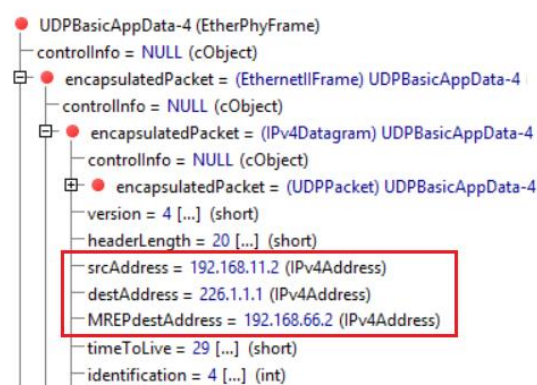 UDPBasicAppData-4 (EtherPhyFrame)
controlInfo = NULL (cObject)
encapsulatedPacket = (EthernetIIFrame) UDPBasicAppData-4
controlInfo = NULL (cObject)
encapsulatedPacket = (IPv4Datagram) UDPBasicAppData-4
controlInfo = NULL (cObject)
encapsulatedPacket = (UDPPacket) UDPBasicAppData-4
version = 4 [...] (short)
headerLength = 20 [...] (short)
srcAddress = 192.168.11.2 (IPv4Address)
destAddress = 226.1.1.1 (IPv4Address)
MREPdestAddress = 192.168.66.2 (IPv4Address)
timeToLive = 29 [...] (short)
identification = 4 [...] (int)